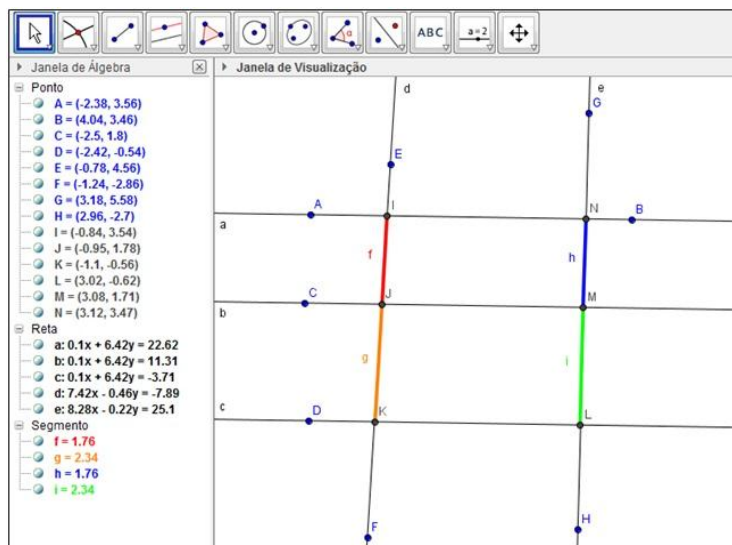 ABC
a=2
Janela de Álgebra
Janela de Visualização
Ponto
A = (-2.38, 3.56)
B = (4.04, 3.46)
C = (-2.5, 1.8)
D = (-2.42, -0.54)
E = (-0.78, 4.56)
F = (-1.24, -2.86)
G = (3.18, 5.58)
H = (2.96, -2.7)
I = (-0.84, 3.54)
J = (-0.95, 1.78)
K = (-1.1, -0.56)
L = (3.02, -0.62)
M = (3.08, 1.71)
N = (3.12, 3.47)
Reta
a: 0.1x + 6.42y = 22.62
b: 0.1x + 6.42y = 11.31
c: 0.1x + 6.42y = -3.71
d: 7.42x - 0.46y = -7.89
e: 8.28x - 0.22y = 25.1
Segmento
f = 1.76
g = 2.34
h = 1.76
i = 2.34
d e
G
E
A I N B
a
f h
C J M
b
g i
c D K L
F H
α